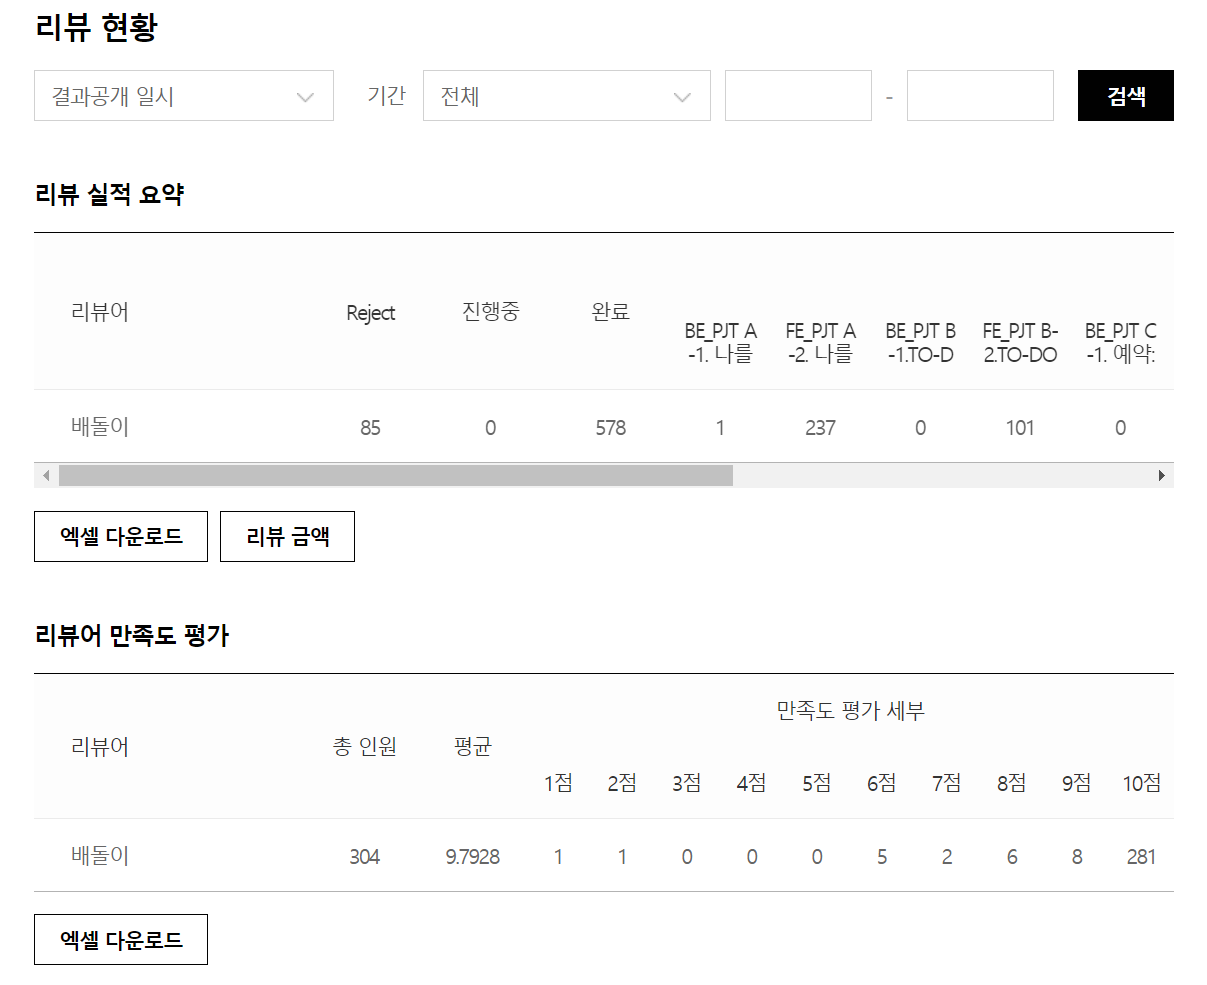 리뷰 현황
결과공개 일시 기간 전체 - 검색
리뷰 실적 요약
리뷰어 Reject 진행중 완료
BE_PJT A FE_PJT A BE_PJT B FE_PJT B- BE_PJT C
-1. 나를 -2. 나를 -1.TO-D 2.TO-DO -1. 예약:
배돌이 85 0 578 1 237 0 101 0
엑셀 다운로드 리뷰 금액
리뷰어 만족도 평가
만족도 평가 세부
리뷰어 총 인원 평균
1점 2점 3점 4점 5점 6점 7점 8점 9점 10점
배돌이 304 9.7928 1 1 0 0 0 5 2 6 8 281
엑셀 다운로드